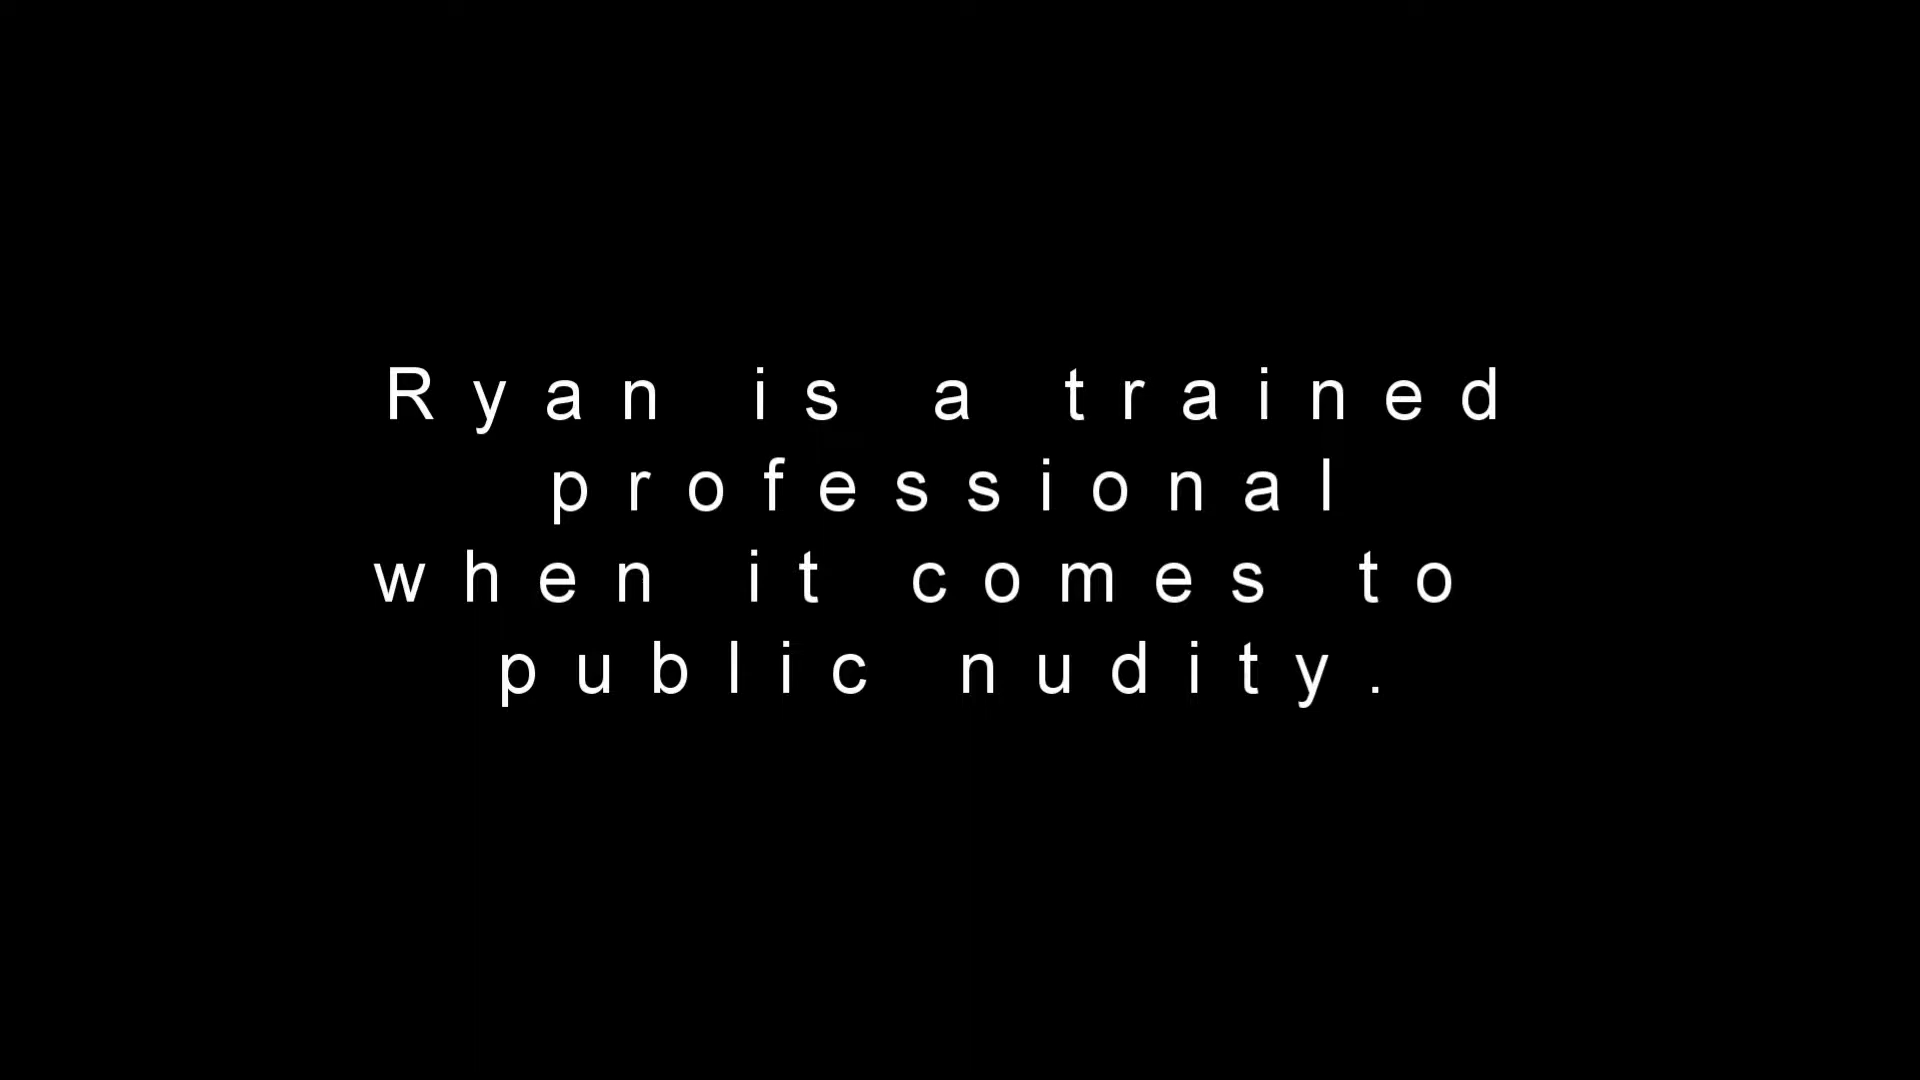 Ryan is a trained
professional
when it comes to
public nudity.